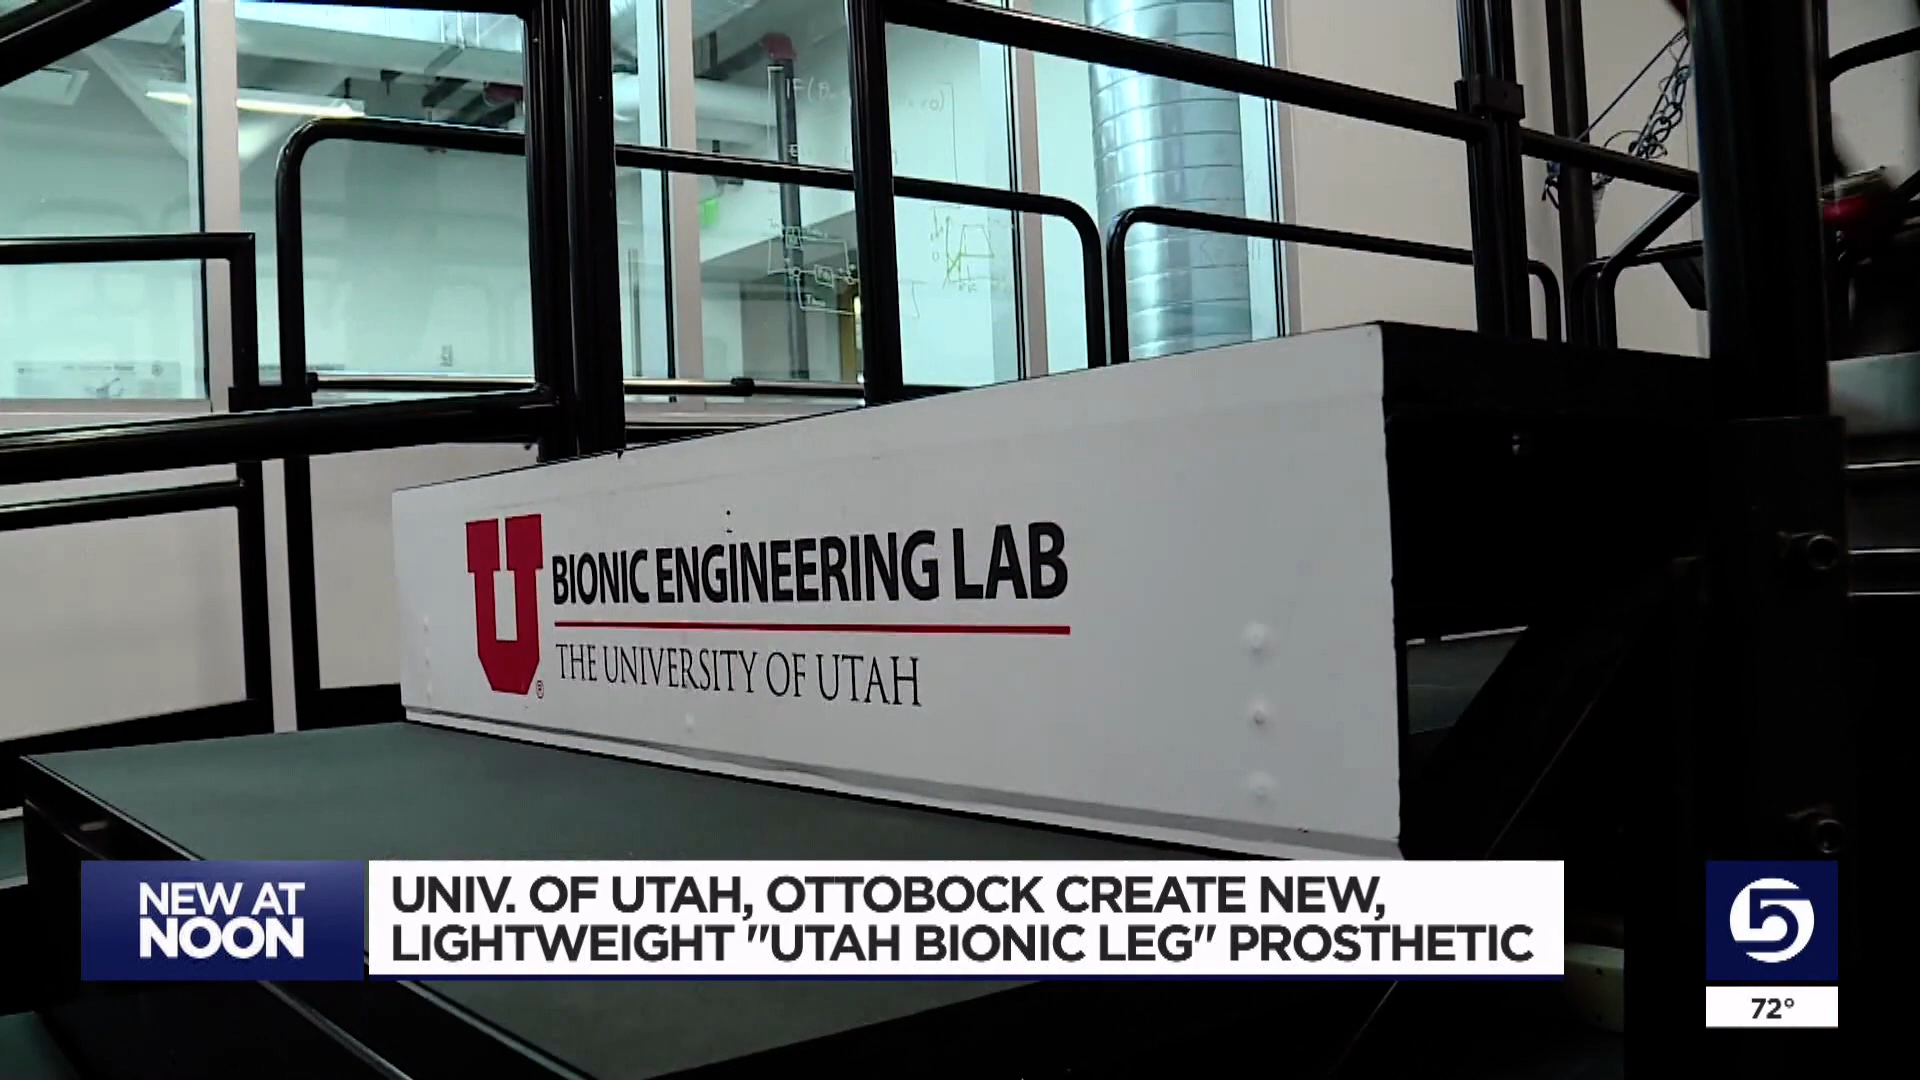 U BIONIC ENGINEERING LAB
THE UNIVERSITY OF UTAH
®
NEW AT
NOON
UNIV. OF UTAH, OTTOBOCK CREATE NEW,
LIGHTWEIGHT "UTAH BIONIC LEG" PROSTHETIC
5
72°